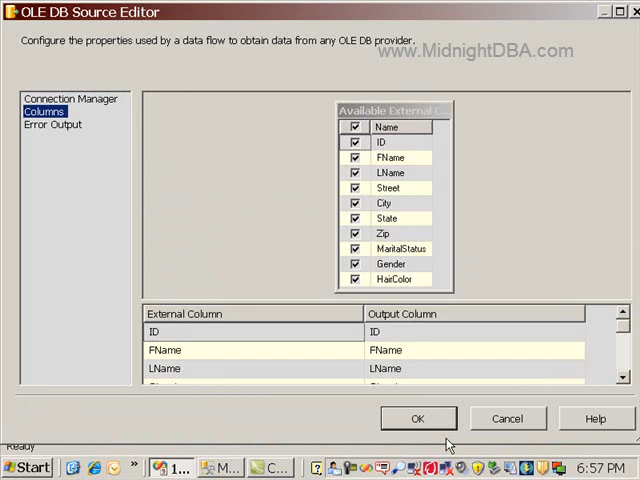 OLE DB Source Editor
Configure the properties used by a data flow to obtain data from any OLE DB provider.
www.MidnightDBA.com
Connection Manager
Columns
Error Output
Available External C...
Name
ID
FName
LName
Street
City
State
Zip
MaritalStatus
Gender
HairColor
External Column Output Column
ID ID
FName FName
LName LName
OK Cancel Help
Ready
Start » 1... M... C... 6:57 PM